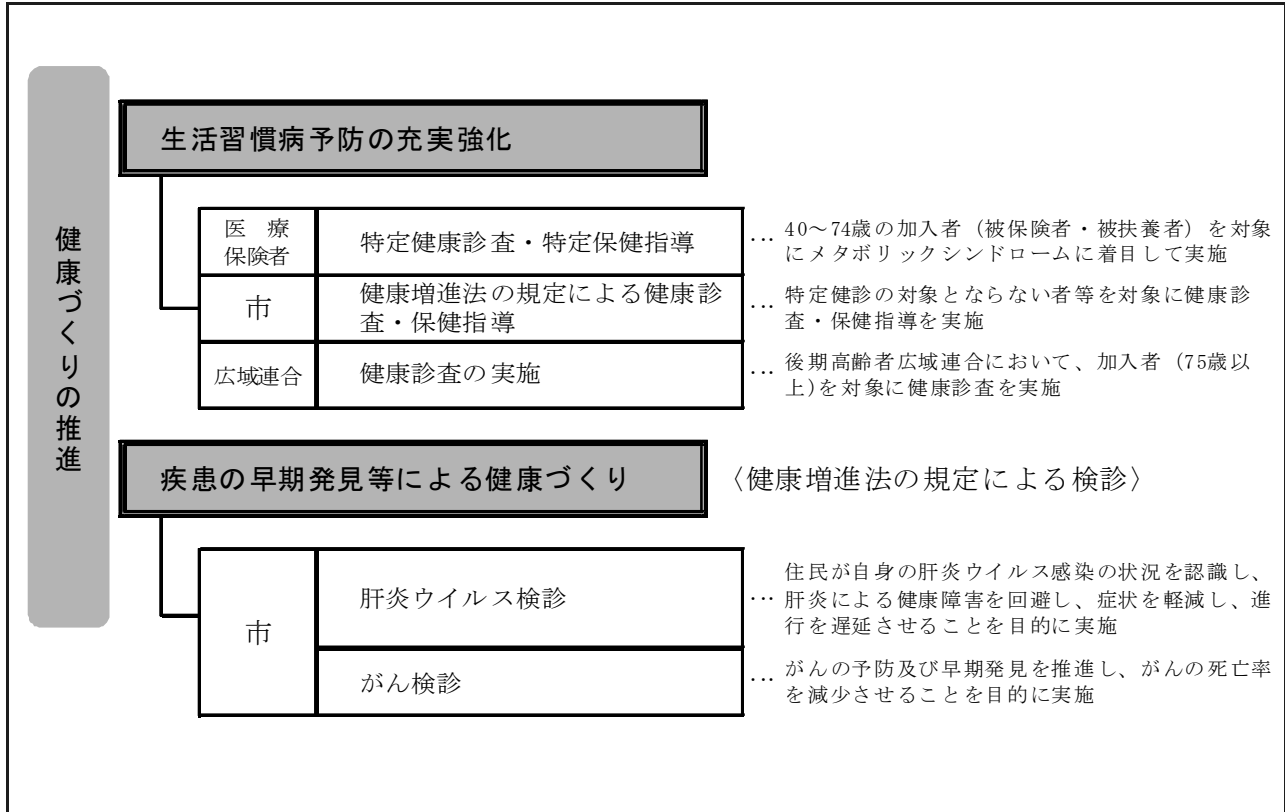 健康づくりの推進
生活習慣病予防の充実強化
医　療
保険者
特定健康診査・特定保健指導
… 40～74歳の加入者（被保険者・被扶養者）を対象
にメタボリックシンドロームに着目して実施
市
健康増進法の規定による健康診
査・保健指導
… 特定健診の対象とならない者等を対象に健康診
査・保健指導を実施
広域連合
健康診査の実施
… 後期高齢者広域連合において、加入者（75歳以
上）を対象に健康診査を実施
疾患の早期発見等による健康づくり
〈健康増進法の規定による検診〉
市
肝炎ウイルス検診
住民が自身の肝炎ウイルス感染の状況を認識し、
… 肝炎による健康障害を回避し、症状を軽減し、進
行を遅延させることを目的に実施
がん検診
… がんの予防及び早期発見を推進し、がんの死亡率
を減少させることを目的に実施